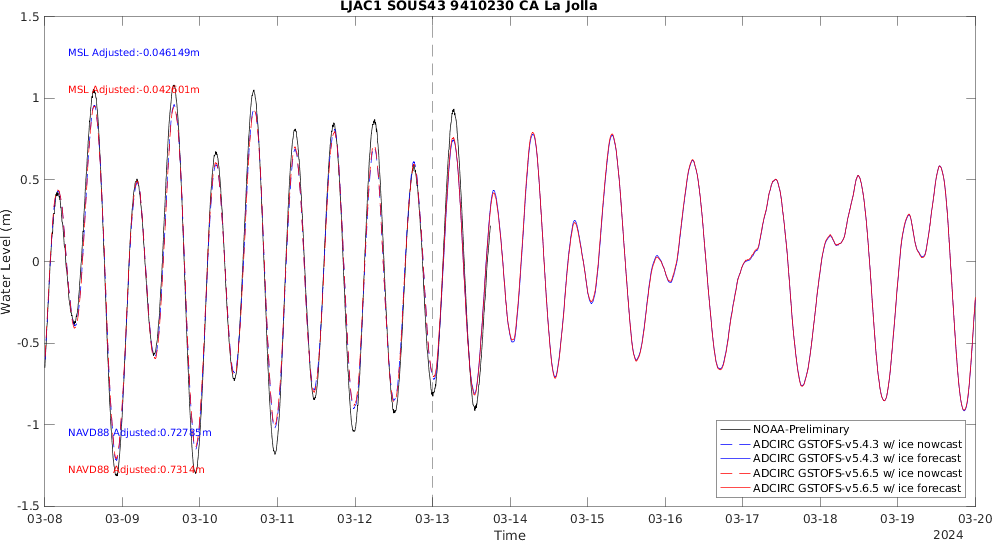 LJAC1 SOUS43 9410230 CA La Jolla
1.5
1
0.5
0
-0.5
-1
-1.5
Water Level (m)
MSL Adjusted:-0.046149m
MSL Adjusted:-0.042601m
NAVD88 Adjusted:0.72785m
NAVD88 Adjusted:0.7314m
NOAA-Preliminary
ADCIRC GSTOFS-v5.4.3 w/ ice nowcast
ADCIRC GSTOFS-v5.4.3 w/ ice forecast
ADCIRC GSTOFS-v5.6.5 w/ ice nowcast
ADCIRC GSTOFS-v5.6.5 w/ ice forecast
03-08 03-09 03-10 03-11 03-12 03-13 03-14 03-15 03-16 03-17 03-18 03-19 03-20
Time
2024